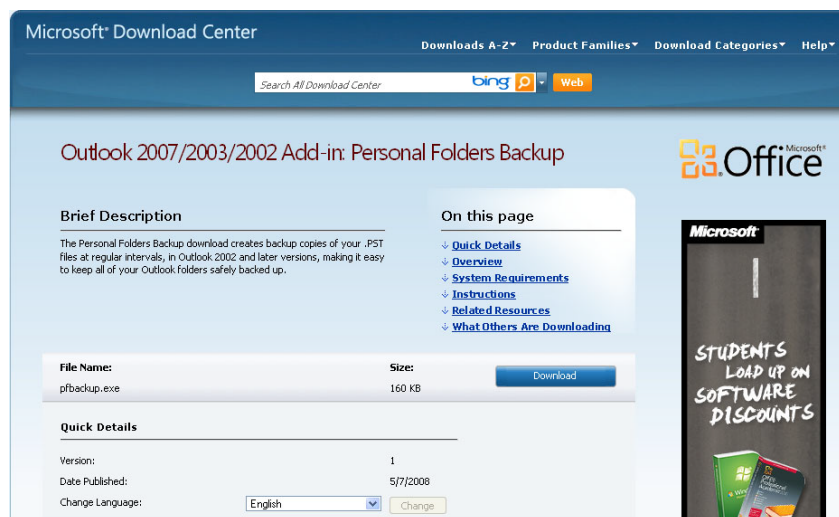 Microsoft® Download Center
Downloads A-Z Product Families Download Categories Help
Search All Download Center bing Web
Outlook 2007/2003/2002 Add-in: Personal Folders Backup
Microsoft®
Office
Brief Description
The Personal Folders Backup download creates backup copies of your .PST
files at regular intervals, in Outlook 2002 and later versions, making it easy
to keep all of your Outlook folders safely backed up.
On this page
Quick Details
Overview
System Requirements
Instructions
Related Resources
What Others Are Downloading
Microsoft
STUDENTS
LOAD UP ON
SOFTWARE
DISCOUNTS
File Name: Size:
pfbackup.exe 160 KB Download
Quick Details
Version: 1
Date Published: 5/7/2008
Change Language: English Change